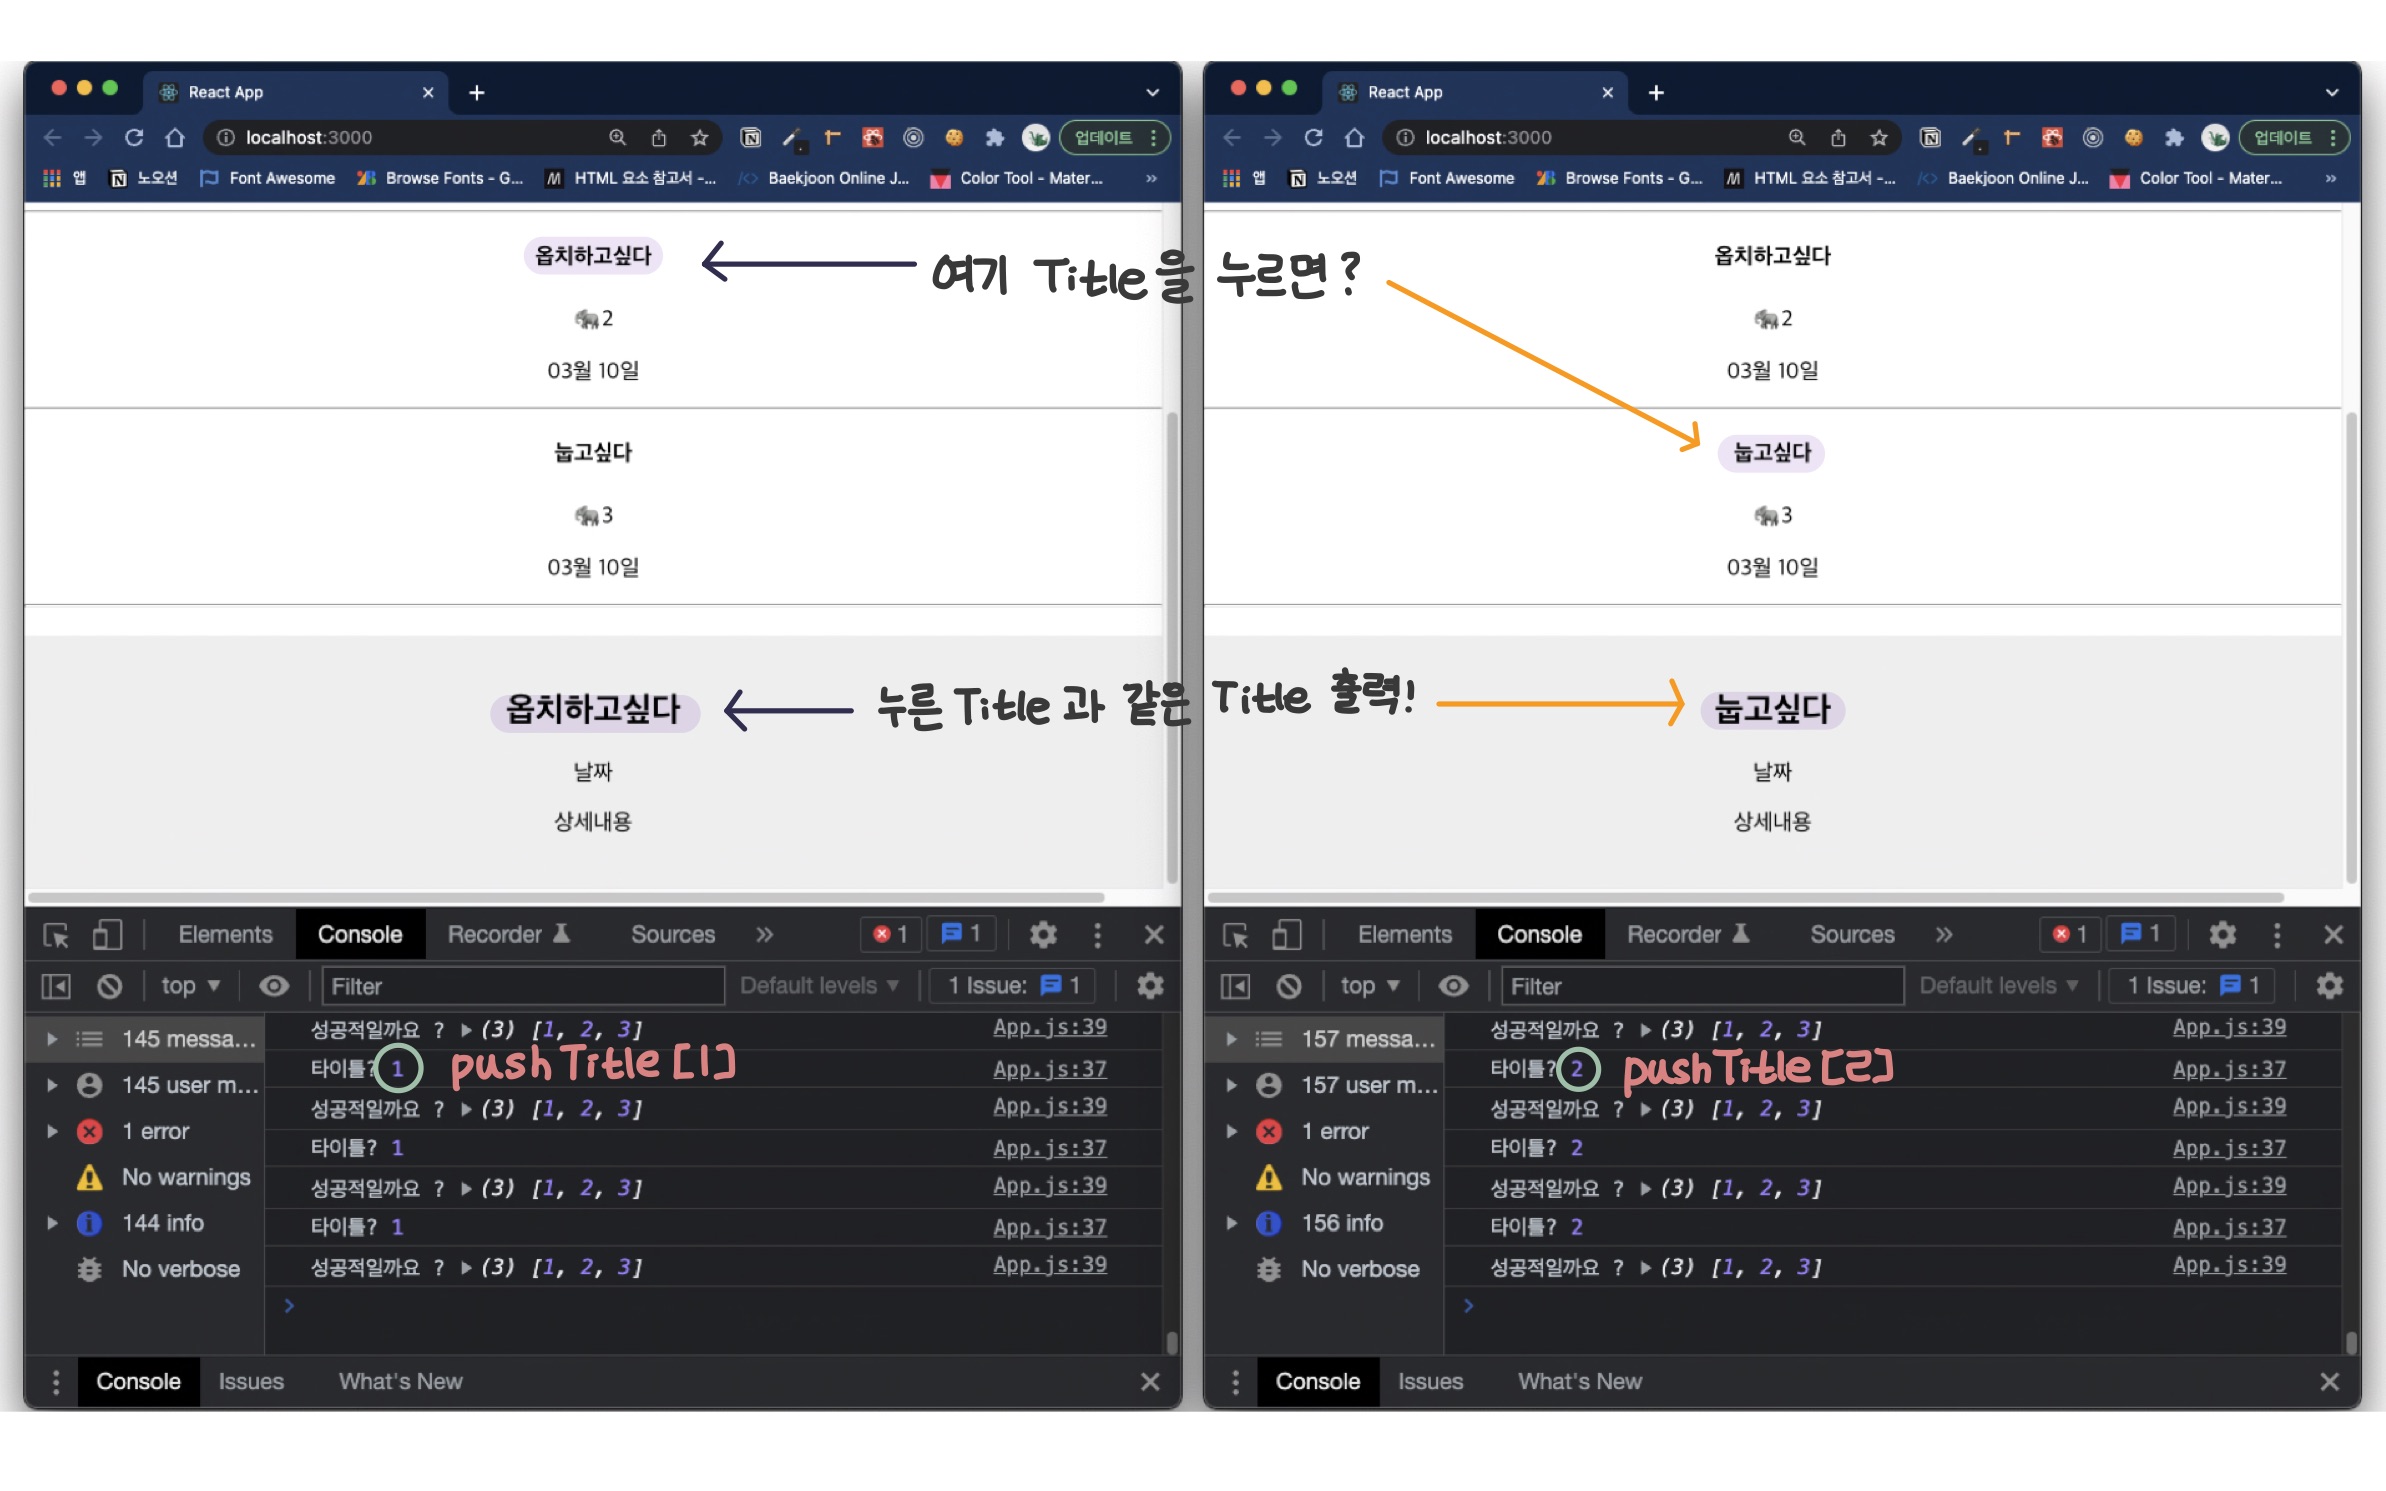 React App
localhost:3000
업데이트
앱 노오션 Font Awesome Browse Fonts - G... HTML 요소 참고서 -... Baekjoon Online J... Color Tool - Mater... »
옵치하고싶다
🐘2
03월 10일
눕고싶다
🐘3
03월 10일
옵치하고싶다
날짜
상세내용
Elements Console Recorder Sources » 1 1
top Filter Default levels 1 Issue: 1
145 messa...
145 user m...
1 error
No warnings
144 info
No verbose
성공적일까요 ? (3) [1, 2, 3] App.js:39
타이틀? 1 App.js:37
성공적일까요 ? (3) [1, 2, 3] App.js:39
타이틀? 1 App.js:37
성공적일까요 ? (3) [1, 2, 3] App.js:39
타이틀? 1 App.js:37
성공적일까요 ? (3) [1, 2, 3] App.js:39
Console Issues What's New
여기 Title을 누르면?
누른 Title과 같은 Title 출력!
pushTitle[1]
React App
localhost:3000
업데이트
앱 노오션 Font Awesome Browse Fonts - G... HTML 요소 참고서 -... Baekjoon Online J... Color Tool - Mater... »
옵치하고싶다
🐘2
03월 10일
눕고싶다
🐘3
03월 10일
눕고싶다
날짜
상세내용
Elements Console Recorder Sources » 1 1
top Filter Default levels 1 Issue: 1
157 messa...
157 user m...
1 error
No warnings
156 info
No verbose
성공적일까요 ? (3) [1, 2, 3] App.js:39
타이틀? 2 App.js:37
성공적일까요 ? (3) [1, 2, 3] App.js:39
타이틀? 2 App.js:37
성공적일까요 ? (3) [1, 2, 3] App.js:39
타이틀? 2 App.js:37
성공적일까요 ? (3) [1, 2, 3] App.js:39
Console Issues What's New
pushTitle[2]